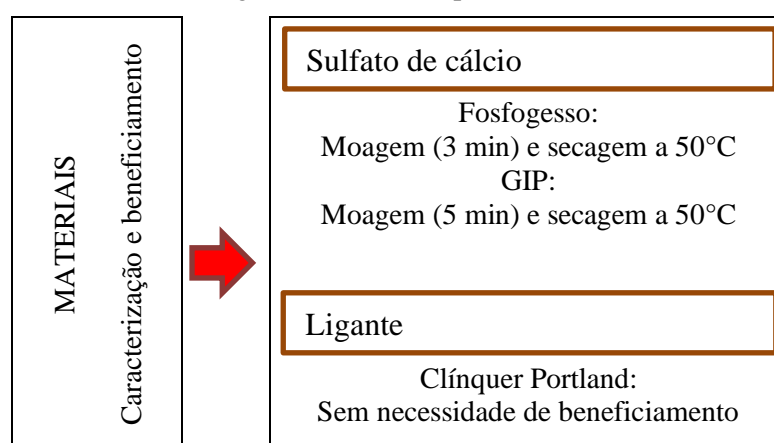 MATERIAIS
Caracterização e beneficiamento
Sulfato de cálcio
Fosfogesso:
Moagem (3 min) e secagem a 50°C
GIP:
Moagem (5 min) e secagem a 50°C
Ligante
Clínquer Portland:
Sem necessidade de beneficiamento